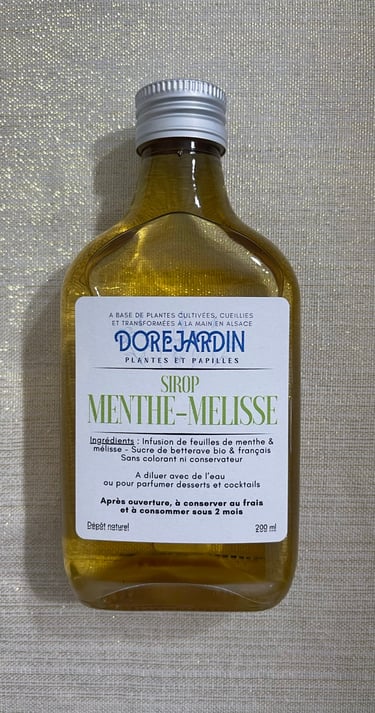 A BASE DE PLANTES CULTIVÉES, CUEILLIES
ET TRANSFORMÉES À LA MAIN EN ALSACE
DOREJARDIN
PLANTES ET PAPILLES
SIROP
MENTHE-MELISSE
Ingrédients : Infusion de feuilles de menthe &
mélisse - Sucre de betterave bio & français
Sans colorant ni conservateur
A diluer avec de l'eau
ou pour parfumer desserts et cocktails
Après ouverture, à conserver au frais
et à consommer sous 2 mois
Dépôt naturel
200 ml